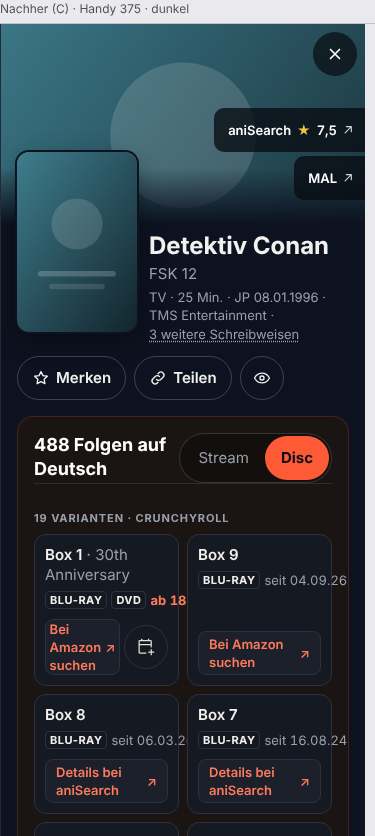 Nachher (C) · Handy 375 · dunkel
aniSearch ★ 7,5 ↗
MAL ↗
Detektiv Conan
FSK 12
TV · 25 Min. · JP 08.01.1996 ·
TMS Entertainment ·
3 weitere Schreibweisen
Merken Teilen
488 Folgen auf
Deutsch
Stream Disc
19 VARIANTEN · CRUNCHYROLL
Box 1 · 30th
Anniversary
BLU-RAY DVD ab 18
Bei
Amazon ↗
suchen
Box 9
BLU-RAY seit 04.09.26
Bei Amazon
suchen ↗
Box 8
BLU-RAY seit 06.03.2
Details bei
aniSearch ↗
Box 7
BLU-RAY seit 16.08.24
Details bei
aniSearch ↗